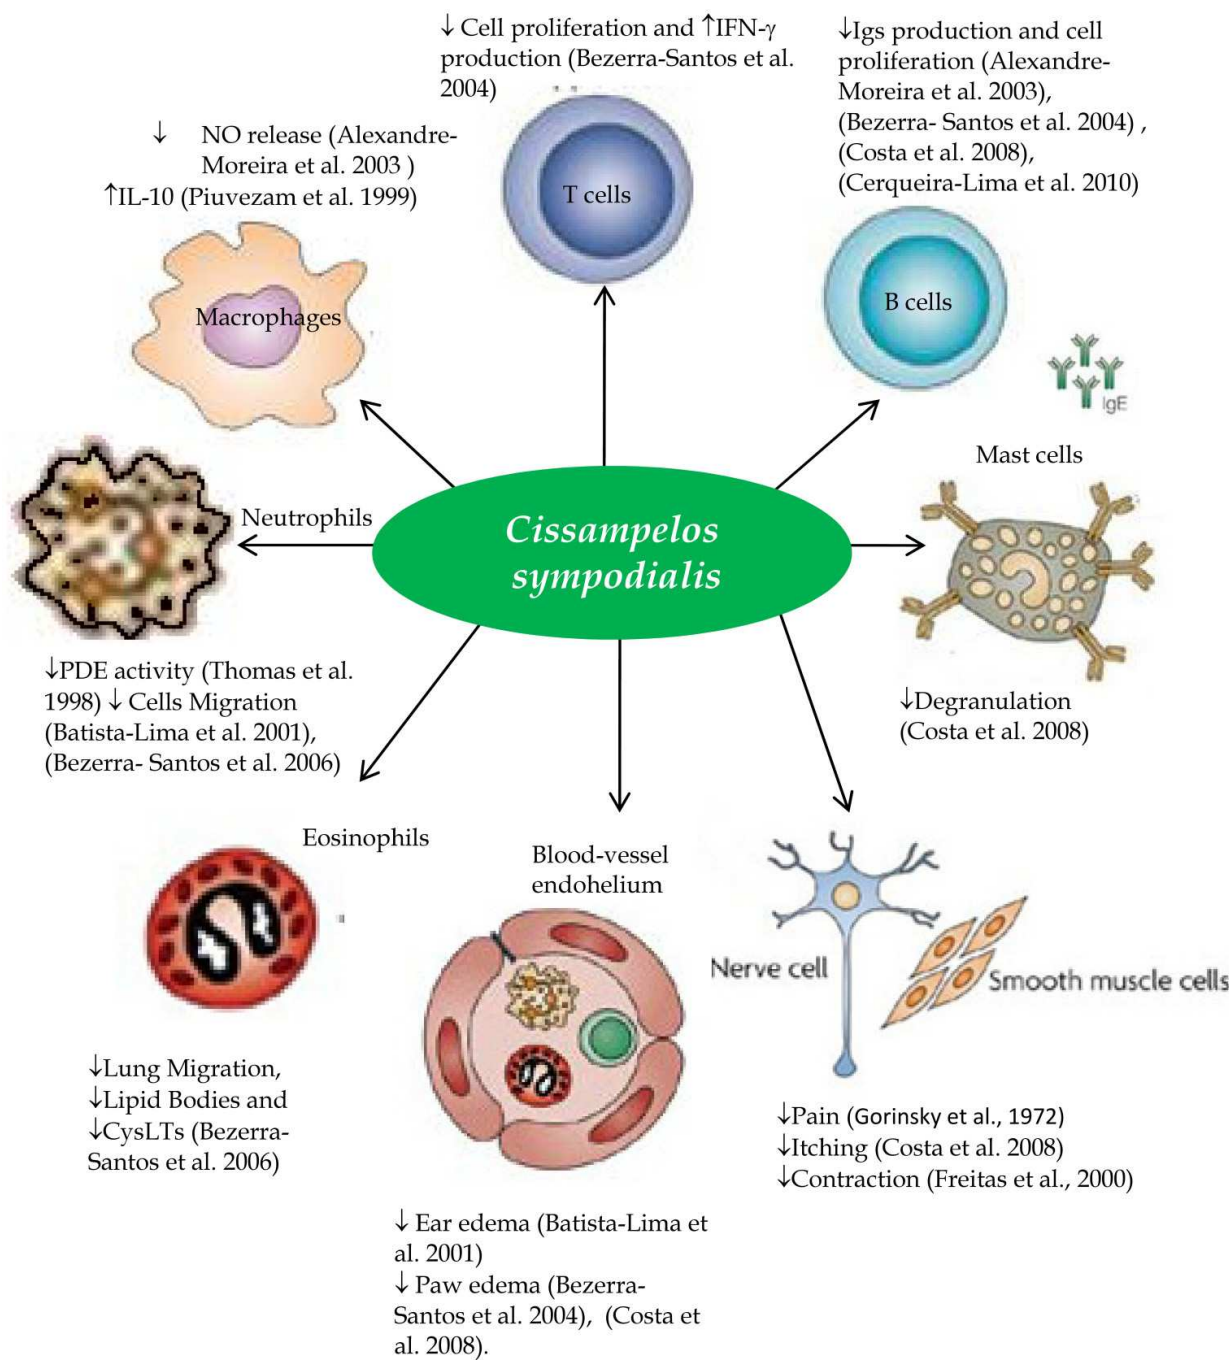 ↓ Cell proliferation and ↑IFN-γ
production (Bezerra-Santos et al.
2004)
T cells
↓Igs production and cell
proliferation (Alexandre-
Moreira et al. 2003),
(Bezerra- Santos et al. 2004) ,
(Costa et al. 2008),
(Cerqueira-Lima et al. 2010)
B cells
IgE
↓ NO release (Alexandre-
Moreira et al. 2003 )
↑IL-10 (Piuvezam et al. 1999)
Macrophages
Neutrophils
Cissampelos
sympodialis
Mast cells
↓PDE activity (Thomas et al.
1998) ↓ Cells Migration
(Batista-Lima et al. 2001),
(Bezerra- Santos et al. 2006)
↓Degranulation
(Costa et al. 2008)
Eosinophils
↓Lung Migration,
↓Lipid Bodies and
↓CysLTs (Bezerra-
Santos et al. 2006)
Blood-vessel
endohelium
↓ Ear edema (Batista-Lima et
al. 2001)
↓ Paw edema (Bezerra-
Santos et al. 2004), (Costa et
al. 2008).
Nerve cell
Smooth muscle cells
↓Pain (Gorinsky et al., 1972)
↓Itching (Costa et al. 2008)
↓Contraction (Freitas et al., 2000)